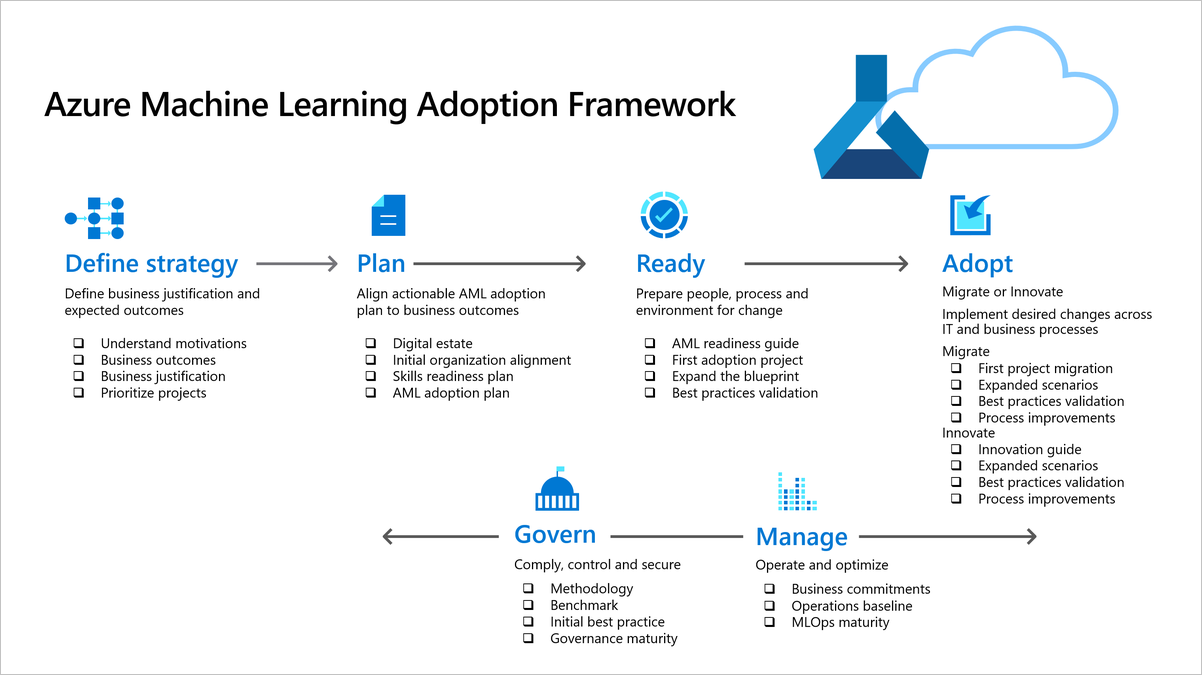 Azure Machine Learning Adoption Framework
Define strategy
Define business justification and
expected outcomes
Understand motivations
Business outcomes
Business justification
Prioritize projects
Plan
Align actionable AML adoption
plan to business outcomes
Digital estate
Initial organization alignment
Skills readiness plan
AML adoption plan
Ready
Prepare people, process and
environment for change
AML readiness guide
First adoption project
Expand the blueprint
Best practices validation
Adopt
Migrate or Innovate
Implement desired changes across
IT and business processes
Migrate
First project migration
Expanded scenarios
Best practices validation
Process improvements
Innovate
Innovation guide
Expanded scenarios
Best practices validation
Process improvements
Govern
Comply, control and secure
Methodology
Benchmark
Initial best practice
Governance maturity
Manage
Operate and optimize
Business commitments
Operations baseline
MLOps maturity